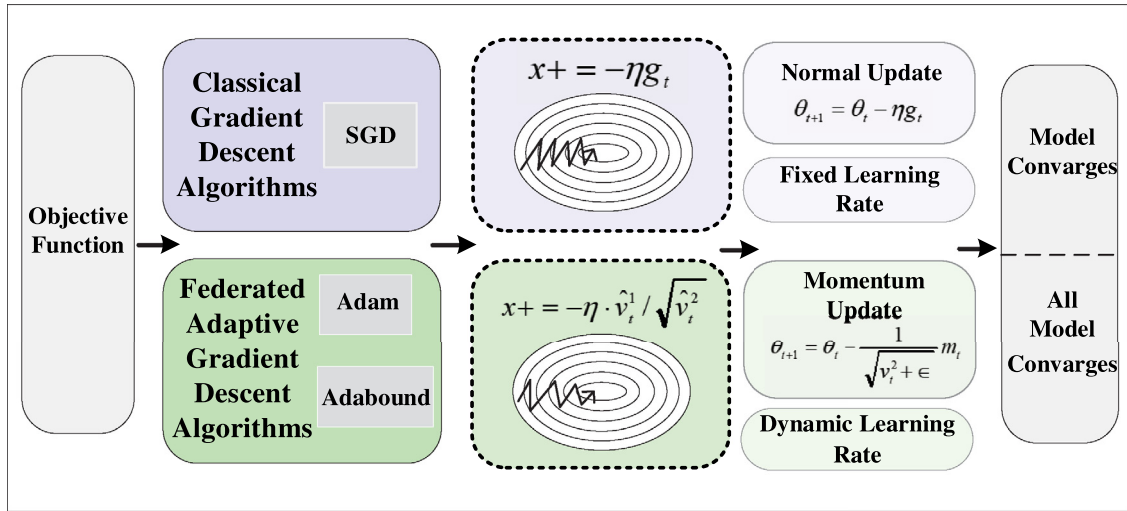 Objective
Function
Classical
Gradient
Descent
Algorithms
SGD
x+ = −ηg_t
Normal Update
θ_{t+1} = θ_t − ηg_t
Fixed Learning
Rate
Model
Convarges
Federated
Adaptive
Gradient
Descent
Algorithms
Adam
Adabound
x+ = −η · v̂_t^1 / √(v̂_t^2)
Momentum
Update
θ_{t+1} = θ_t − 1/√(v_t^2 + ∈) m_t
Dynamic Learning
Rate
All
Model
Convarges